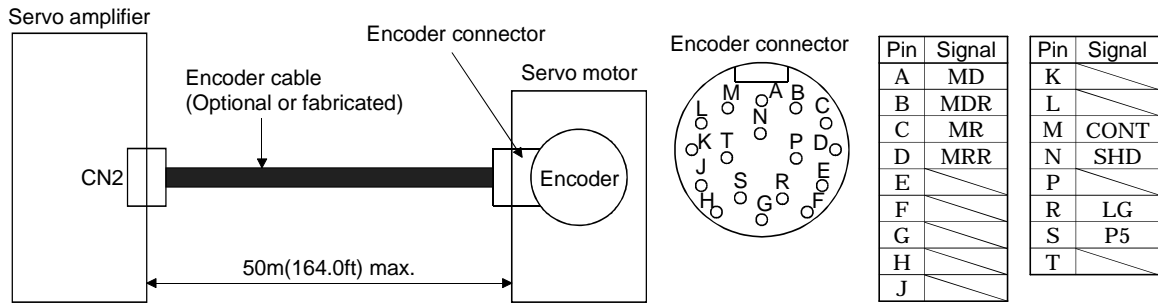 Servo amplifier
Encoder connector
Encoder cable
(Optional or fabricated)
Servo motor
CN2
Encoder
50m(164.0ft) max.
Encoder connector
M A B
L N C
K T P D
J S R E
H G F
Pin Signal
A MD
B MDR
C MR
D MRR
E
F
G
H
J
Pin Signal
K
L
M CONT
N SHD
P
R LG
S P5
T